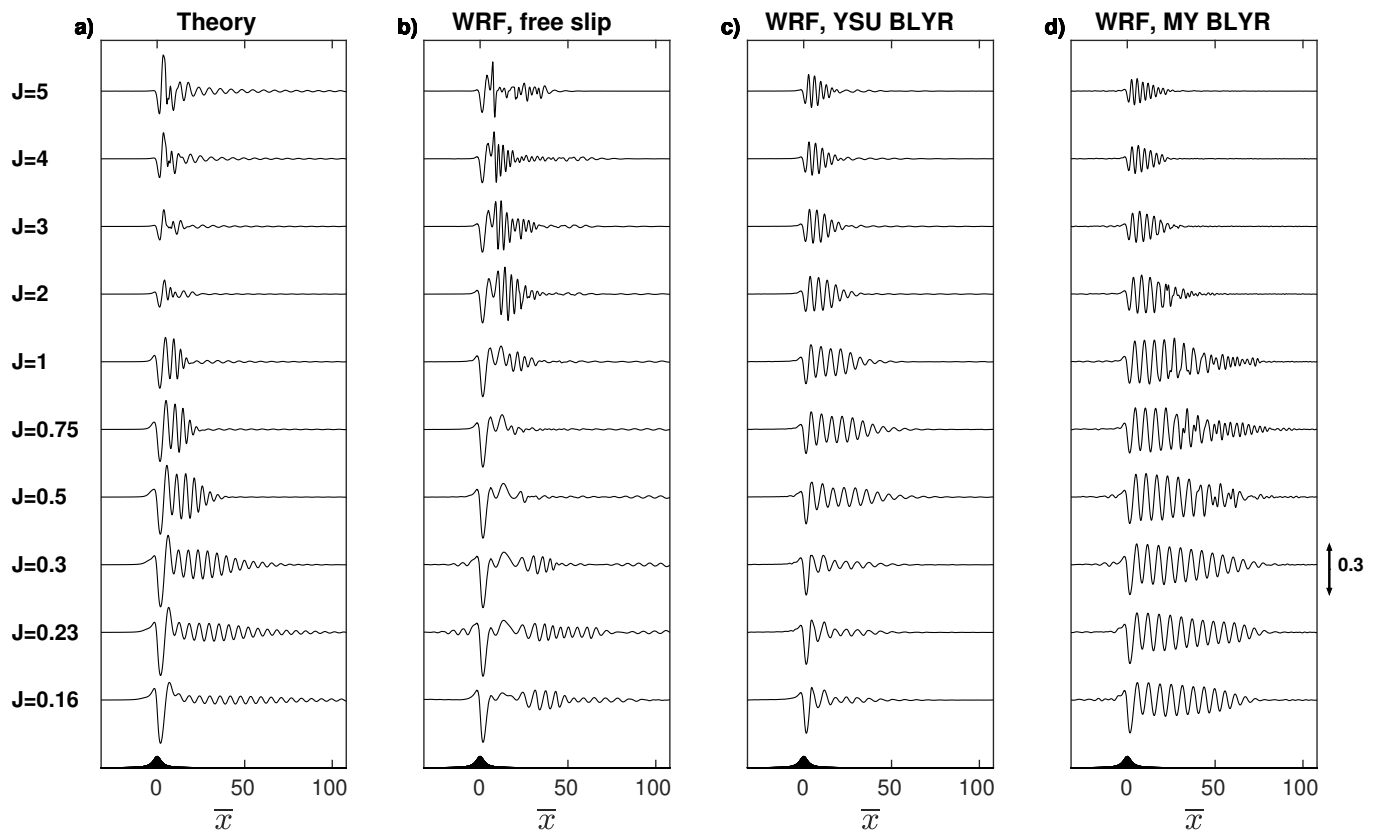 a) Theory b) WRF, free slip c) WRF, YSU BLYR d) WRF, MY BLYR
J=5
J=4
J=3
J=2
J=1
J=0.75
J=0.5
J=0.3 0.3
J=0.23
J=0.16
0 50 100 0 50 100 0 50 100 0 50 100
x̅ x̅ x̅ x̅